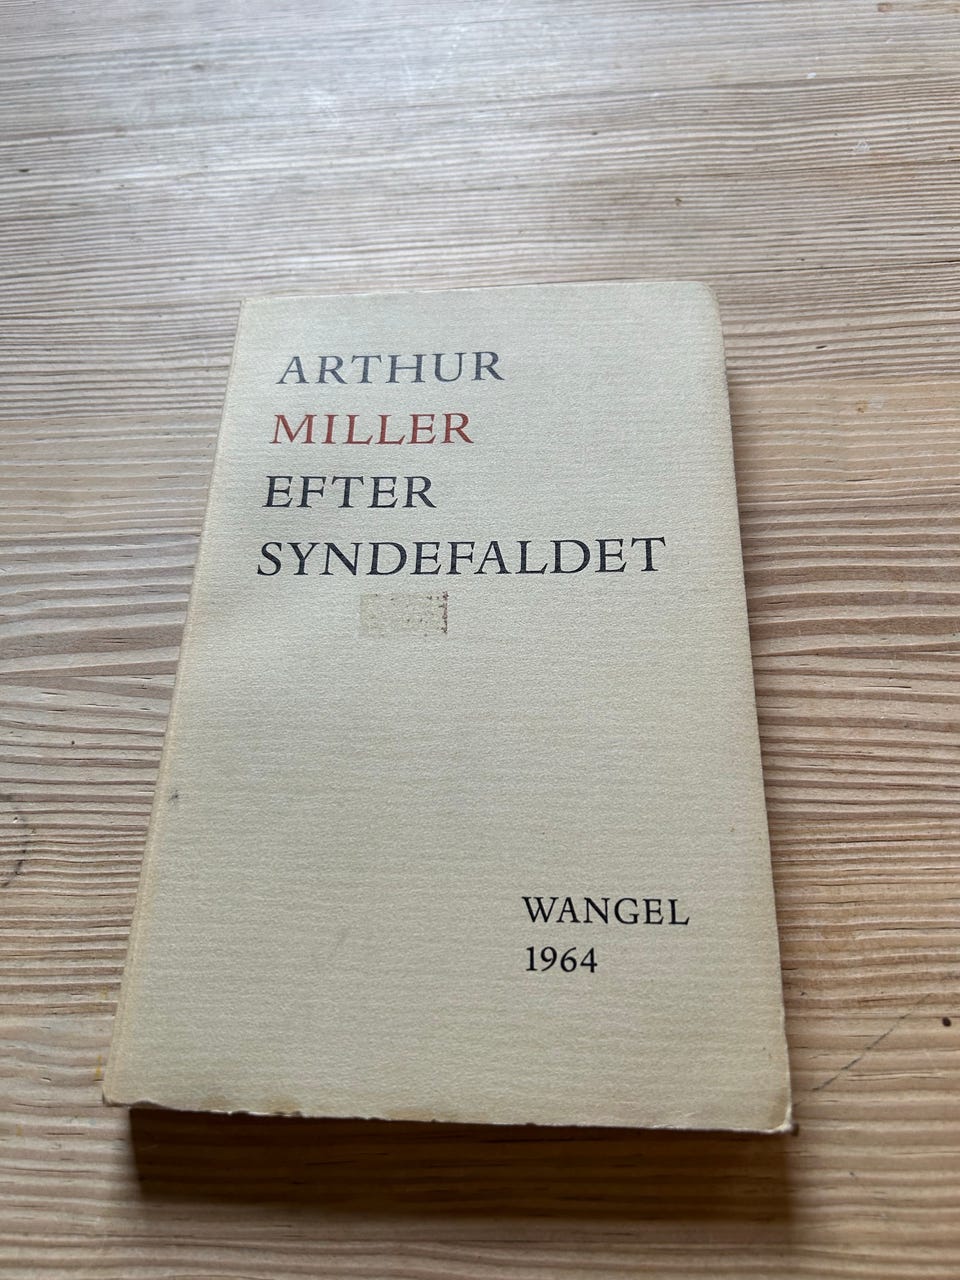 ARTHUR
MILLER
EFTER
SYNDEFALDET
WANGEL
1964